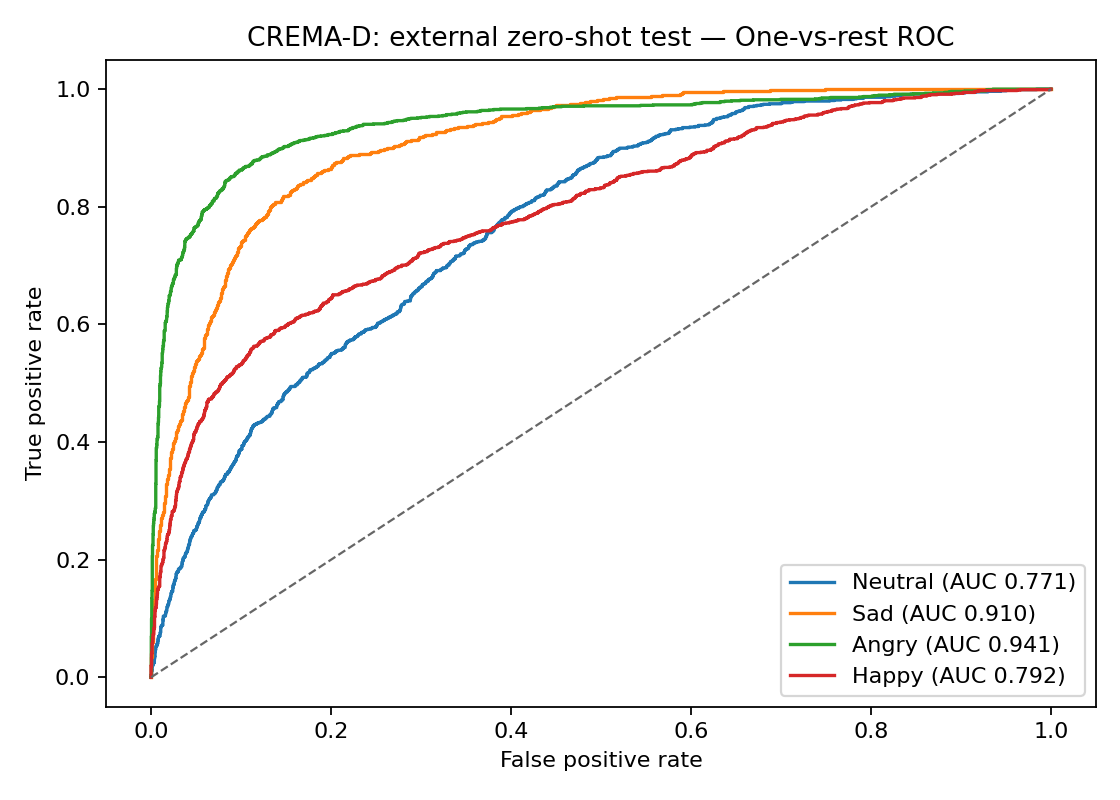 CREMA-D: external zero-shot test — One-vs-rest ROC
True positive rate
1.0
0.8
0.6
0.4
0.2
0.0
Neutral (AUC 0.771)
Sad (AUC 0.910)
Angry (AUC 0.941)
Happy (AUC 0.792)
0.0 0.2 0.4 0.6 0.8 1.0
False positive rate